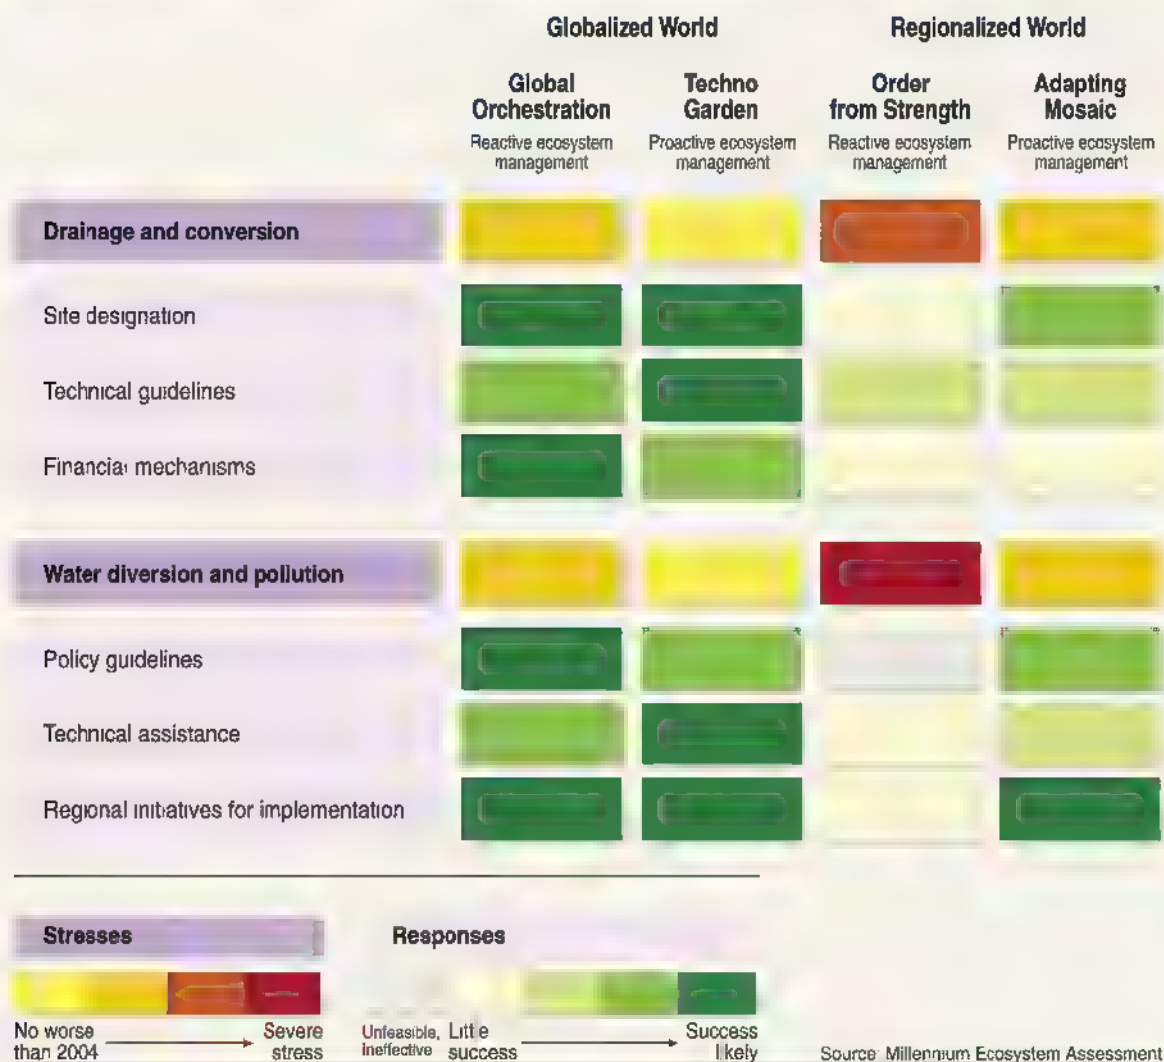 Globalized World
Regionalized World
Global
Orchestration
Reactive ecosystem
management
Techno
Garden
Proactive ecosystem
management
Order
from Strength
Reactive ecosystem
management
Adapting
Mosaic
Proactive ecosystem
management
Drainage and conversion
Site designation
Technical guidelines
Financial mechanisms
Water diversion and pollution
Policy guidelines
Technical assistance
Regional initiatives for implementation
Stresses
No worse
than 2004
Severe
stress
Responses
Unfeasible,
ineffective
Little
success
Success
likely
Source: Millennium Ecosystem Assessment